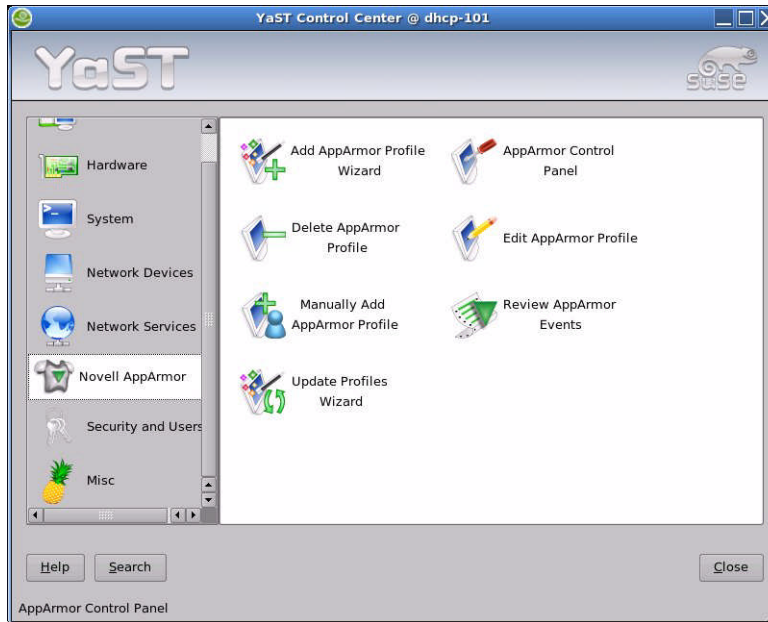 YaST Control Center @ dhcp-101
YaST
suse
Hardware
System
Network Devices
Network Services
Novell AppArmor
Security and Users
Misc
Add AppArmor Profile
Wizard
AppArmor Control
Panel
Delete AppArmor
Profile
Edit AppArmor Profile
Manually Add
AppArmor Profile
Review AppArmor
Events
Update Profiles
Wizard
Help
Search
Close
AppArmor Control Panel